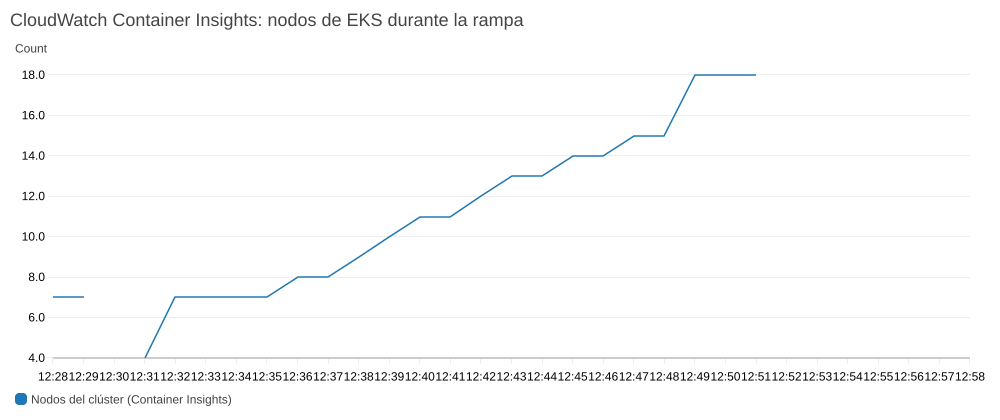 CloudWatch Container Insights: nodos de EKS durante la rampa
Count
18.0
16.0
14.0
12.0
10.0
8.0
6.0
4.0
12:28 12:29 12:30 12:31 12:32 12:33 12:34 12:35 12:36 12:37 12:38 12:39 12:40 12:41 12:42 12:43 12:44 12:45 12:46 12:47 12:48 12:49 12:50 12:51 12:52 12:53 12:54 12:55 12:56 12:57 12:58
Nodos del clúster (Container Insights)